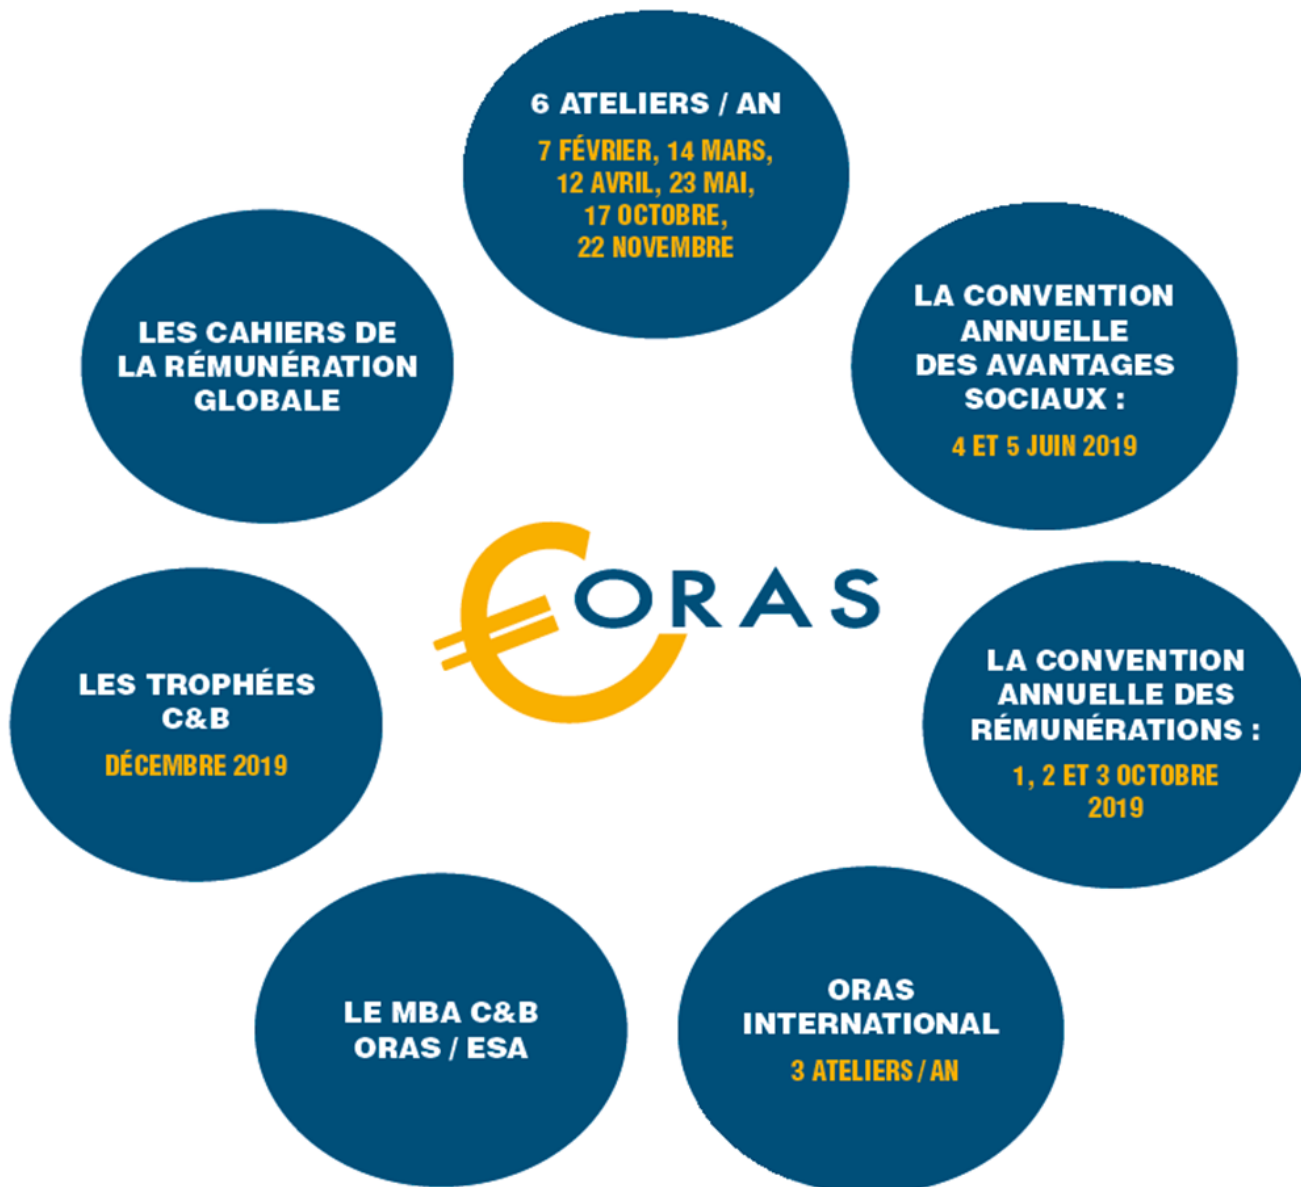 6 ATELIERS / AN
7 FÉVRIER, 14 MARS,
12 AVRIL, 23 MAI,
17 OCTOBRE,
22 NOVEMBRE
LA CONVENTION
ANNUELLE
DES AVANTAGES
SOCIAUX :
4 ET 5 JUIN 2019
LA CONVENTION
ANNUELLE DES
RÉMUNÉRATIONS :
1, 2 ET 3 OCTOBRE
2019
ORAS
INTERNATIONAL
3 ATELIERS / AN
LE MBA C&B
ORAS / ESA
LES TROPHÉES
C&B
DÉCEMBRE 2019
LES CAHIERS DE
LA RÉMUNÉRATION
GLOBALE
€ORAS